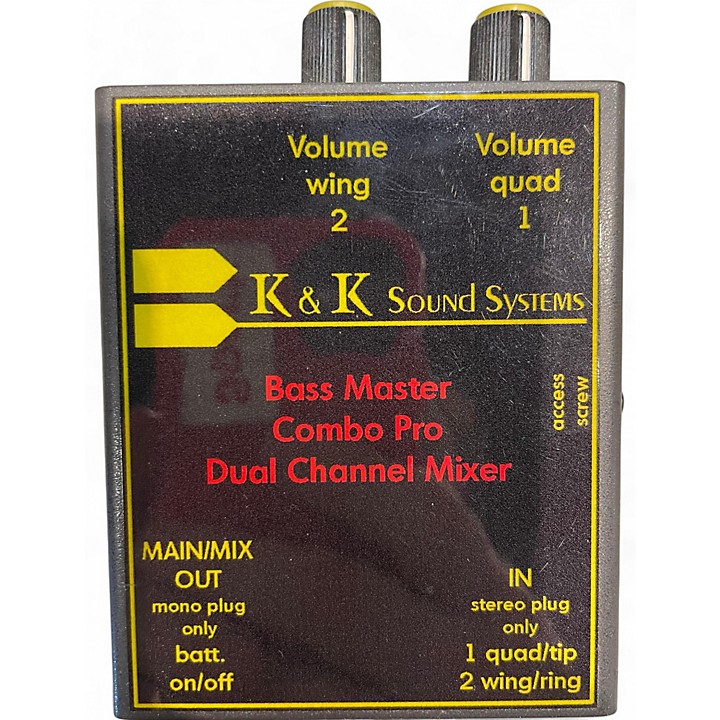 Volume
wing
2
Volume
quad
1
K & K Sound Systems
access
screw
Bass Master
Combo Pro
Dual Channel Mixer
MAIN/MIX
OUT
mono plug
only
batt.
on/off
IN
stereo plug
only
1 quad/tip
2 wing/ring